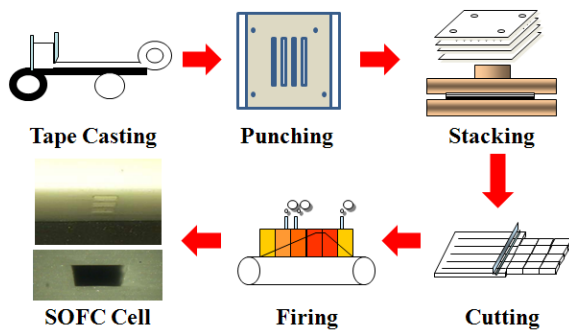 Tape Casting
Punching
Stacking
Cutting
Firing
SOFC Cell